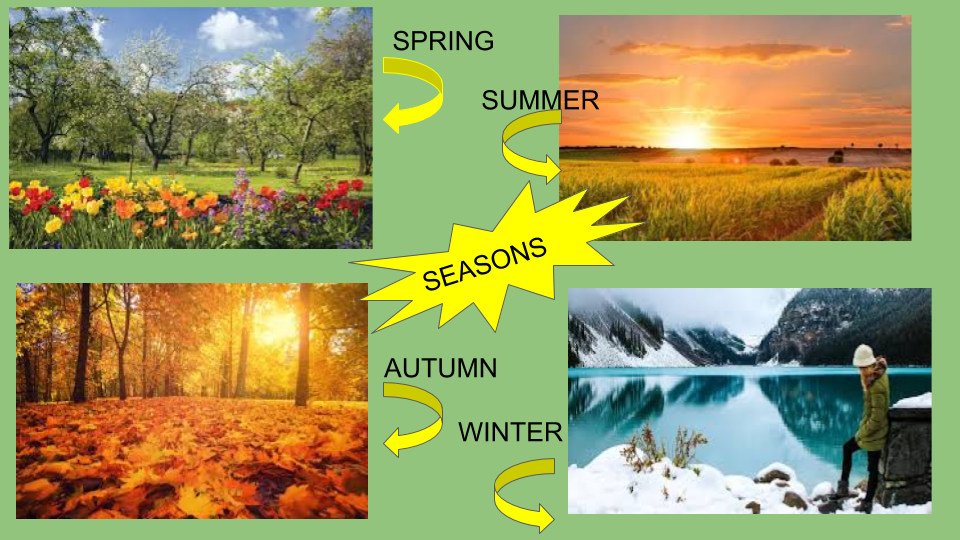 SPRING
SUMMER
SEASONS
AUTUMN
WINTER